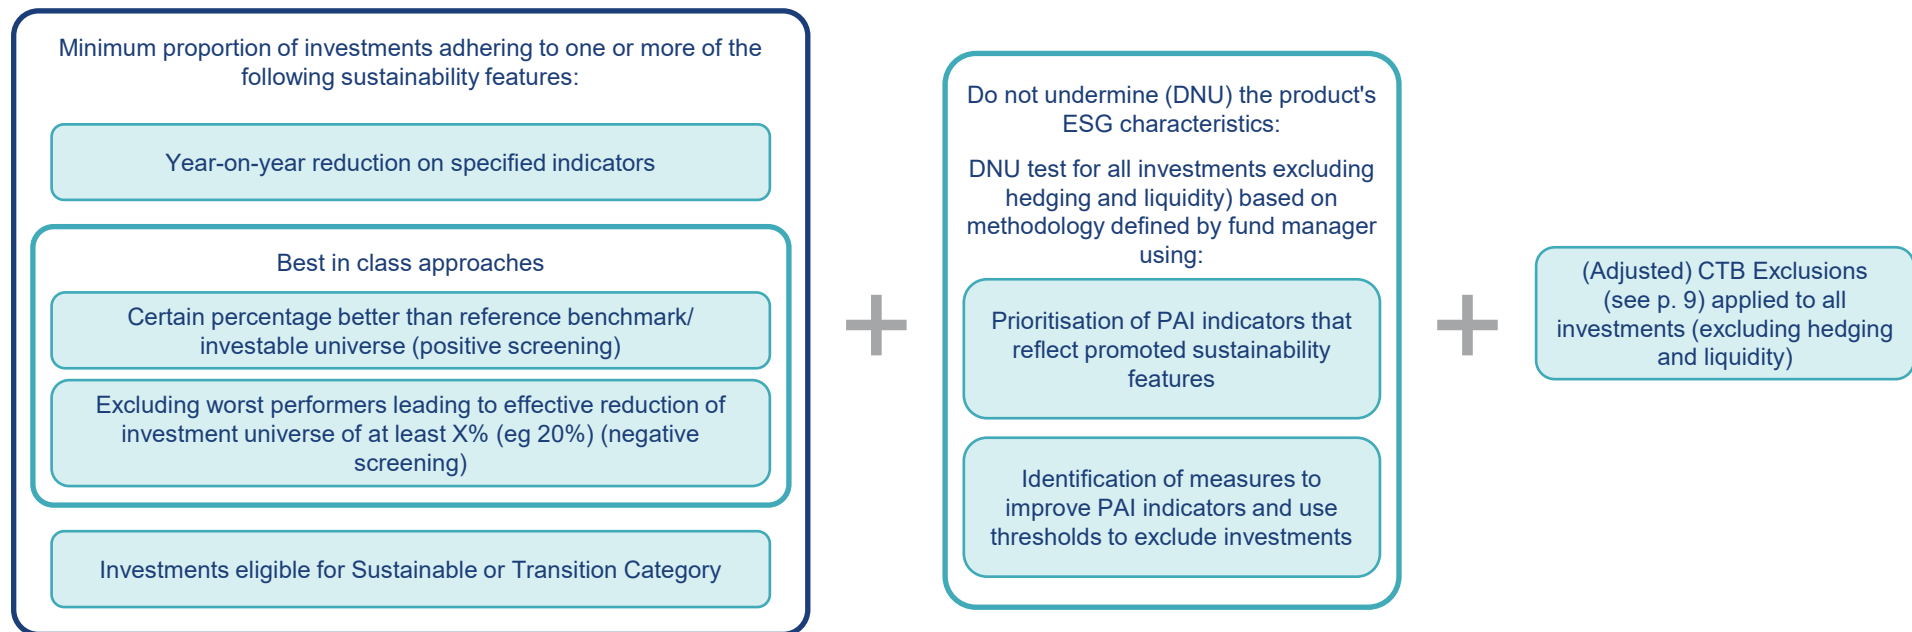 Minimum proportion of investments adhering to one or more of the
following sustainability features:
Year-on-year reduction on specified indicators
Best in class approaches
Certain percentage better than reference benchmark/
investable universe (positive screening)
Excluding worst performers leading to effective reduction of
investment universe of at least X% (eg 20%) (negative
screening)
Investments eligible for Sustainable or Transition Category
Do not undermine (DNU) the product's
ESG characteristics:
DNU test for all investments excluding
hedging and liquidity) based on
methodology defined by fund manager
using:
Prioritisation of PAI indicators that
reflect promoted sustainability
features
Identification of measures to
improve PAI indicators and use
thresholds to exclude investments
(Adjusted) CTB Exclusions
(see p. 9) applied to all
investments (excluding hedging
and liquidity)